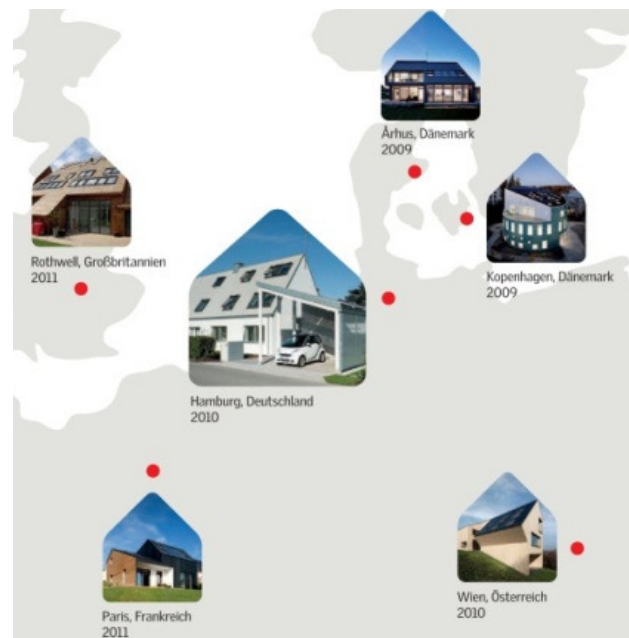 Århus, Dänemark
2009
Rothwell, Großbritannien
2011
Kopenhagen, Dänemark
2009
Hamburg, Deutschland
2010
Paris, Frankreich
2011
Wien, Österreich
2010